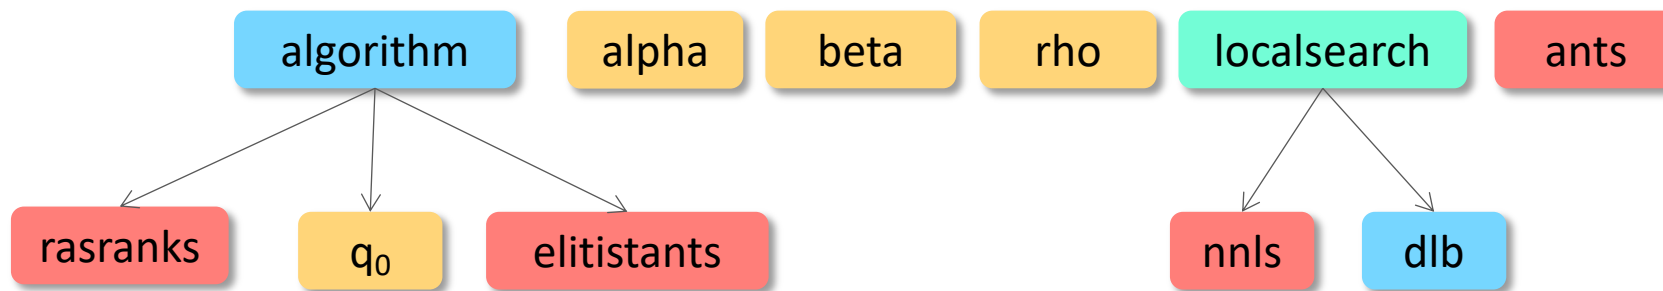 algorithm alpha beta rho localsearch ants
rasranks q₀ elitistants nnls dlb